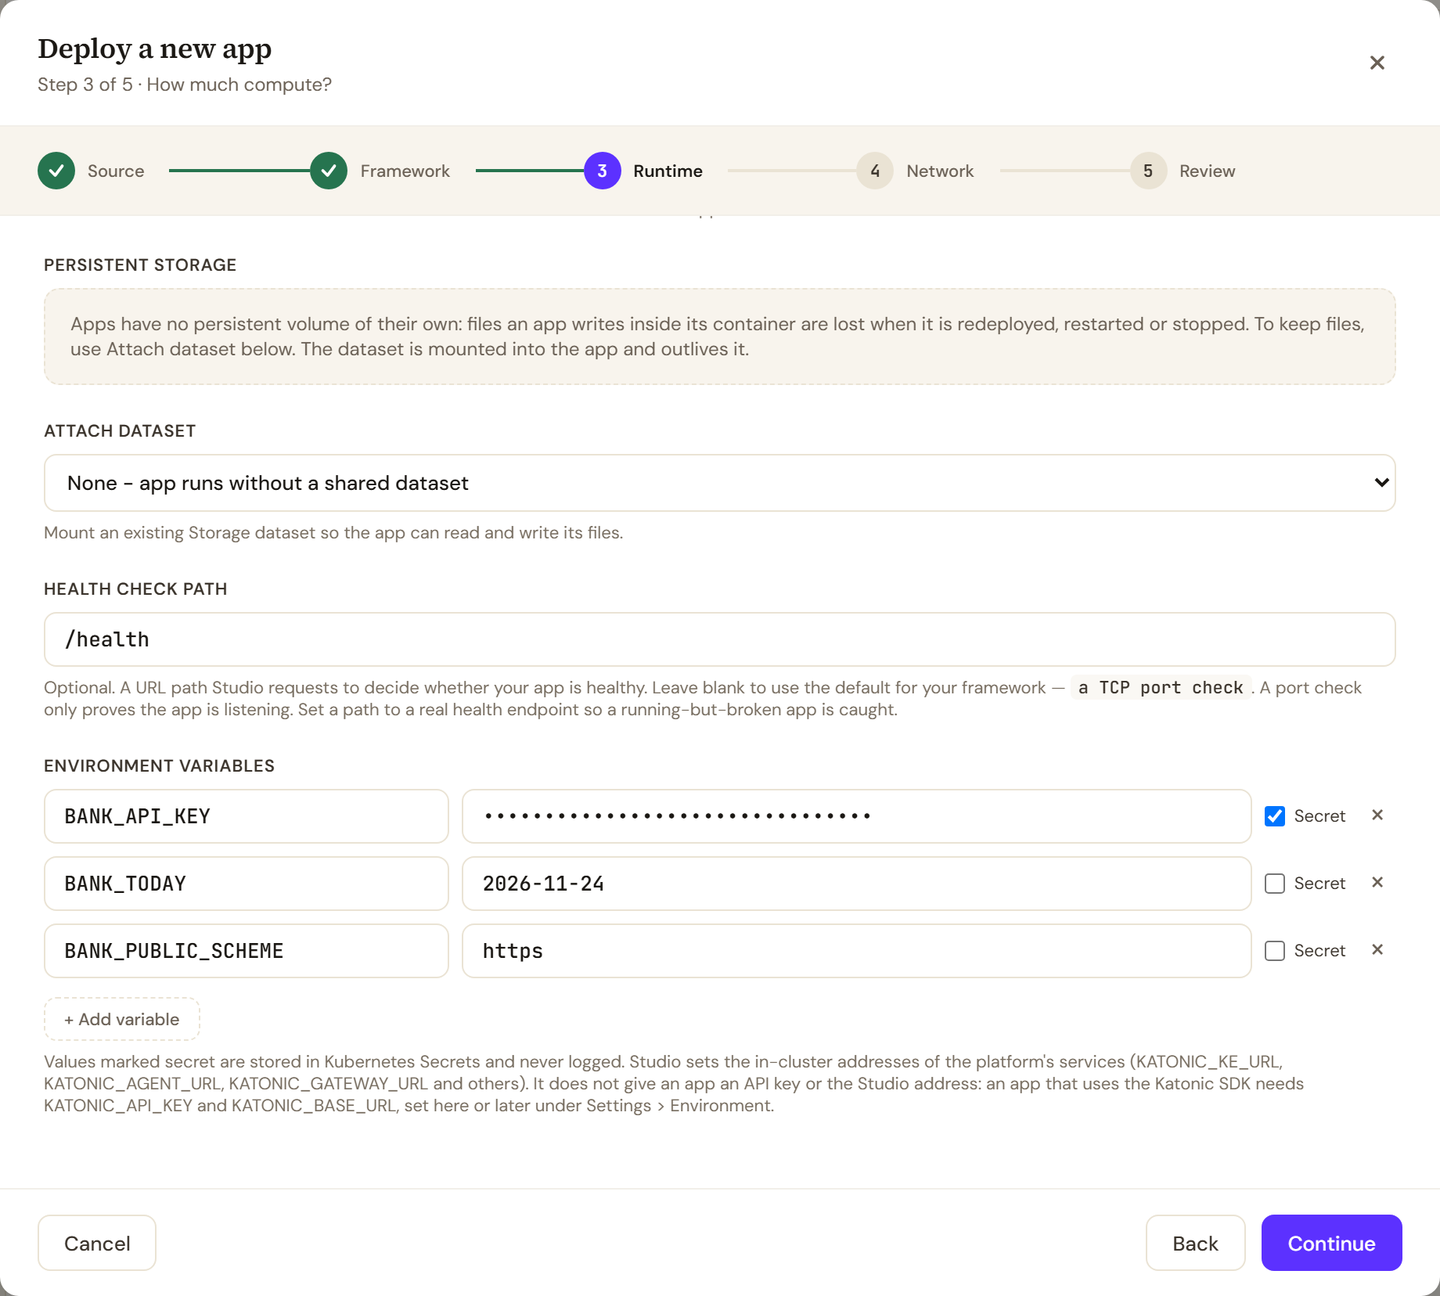 Deploy a new app
Step 3 of 5 · How much compute?
Source
Framework
3 Runtime
4 Network
5 Review
PERSISTENT STORAGE
Apps have no persistent volume of their own: files an app writes inside its container are lost when it is redeployed, restarted or stopped. To keep files,
use Attach dataset below. The dataset is mounted into the app and outlives it.
ATTACH DATASET
None - app runs without a shared dataset
Mount an existing Storage dataset so the app can read and write its files.
HEALTH CHECK PATH
/health
Optional. A URL path Studio requests to decide whether your app is healthy. Leave blank to use the default for your framework — a TCP port check. A port check
only proves the app is listening. Set a path to a real health endpoint so a running-but-broken app is caught.
ENVIRONMENT VARIABLES
BANK_API_KEY •••••••••••••••••••••••••••••••• Secret ×
BANK_TODAY 2026-11-24 Secret ×
BANK_PUBLIC_SCHEME https Secret ×
+ Add variable
Values marked secret are stored in Kubernetes Secrets and never logged. Studio sets the in-cluster addresses of the platform's services (KATONIC_KE_URL,
KATONIC_AGENT_URL, KATONIC_GATEWAY_URL and others). It does not give an app an API key or the Studio address: an app that uses the Katonic SDK needs
KATONIC_API_KEY and KATONIC_BASE_URL, set here or later under Settings > Environment.
Cancel
Back
Continue